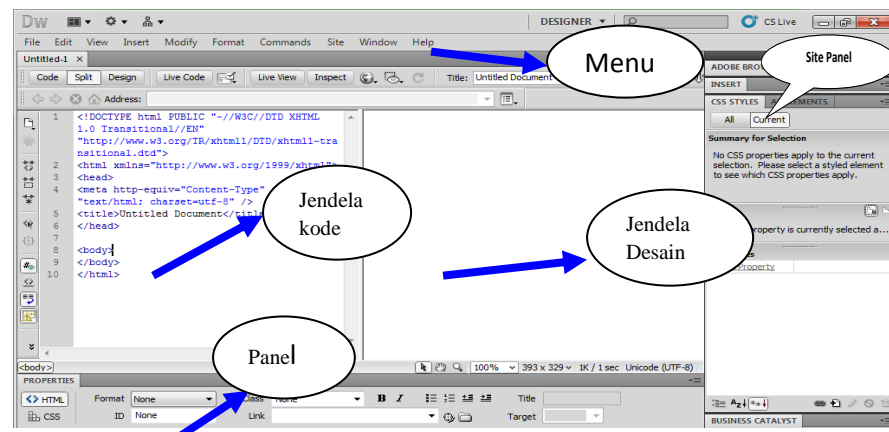 Dw DESIGNER CS Live
File Edit View Insert Modify Format Commands Site Window Help
Menu
Site Panel
Untitled-1 ×
Code Split Design Live Code Live View Inspect Title: Untitled Document
Address:
ADOBE BRO
INSERT
CSS STYLES
All Current
Summary for Selection
No CSS properties apply to the current
selection. Please select a styled element
to see which CSS properties apply.
property is currently selected a...
Property
1 <!DOCTYPE html PUBLIC "-//W3C//DTD XHTML
1.0 Transitional//EN"
"http://www.w3.org/TR/xhtml1/DTD/xhtml1-tra
nsitional.dtd">
2 <html xmlns="http://www.w3.org/1999/xhtml">
3 <head>
4 <meta http-equiv="Content-Type"
"text/html; charset=utf-8" />
5 <title>Untitled Document</title>
6 </head>
7
8 <body>
9 </body>
10 </html>
Jendela
kode
Jendela
Desain
Panel
<body> 100% 393 x 329 1K / 1 sec Unicode (UTF-8)
PROPERTIES
<> HTML Format None Class None B I Title
CSS ID None Link Target
BUSINESS CATALYST